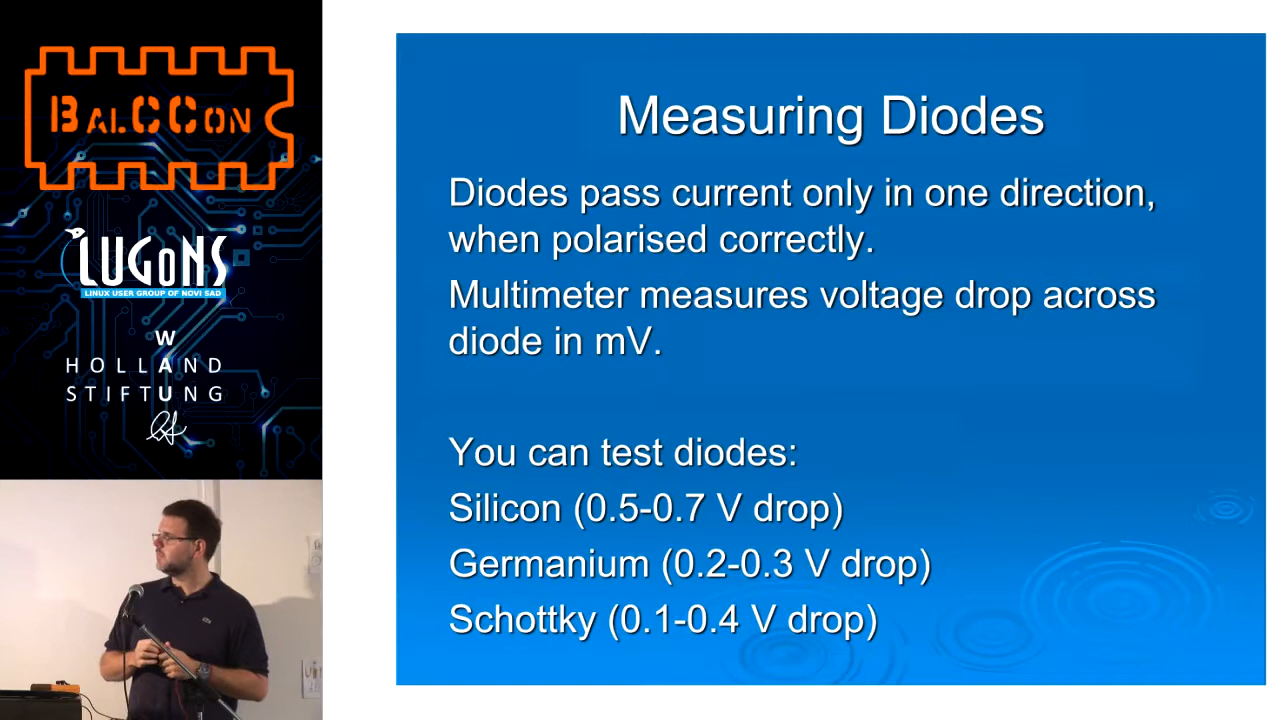 BALCCON
LUGoNS
LINUX USER GROUP OF NOVI SAD
W
HOLLAND
STIFTUNG
Measuring Diodes
Diodes pass current only in one direction,
when polarised correctly.
Multimeter measures voltage drop across
diode in mV.
You can test diodes:
Silicon (0.5-0.7 V drop)
Germanium (0.2-0.3 V drop)
Schottky (0.1-0.4 V drop)